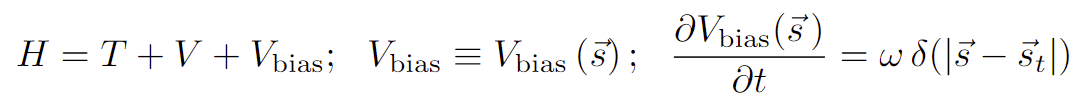 H = T + V + V_bias; V_bias ≡ V_bias (s⃗); ∂V_bias(s⃗)/∂t = ω δ(|s⃗ − s⃗_t|)